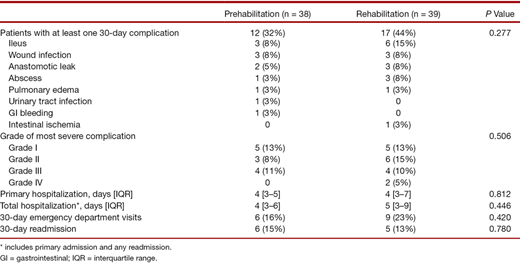 Prehabilitation (n = 38) Rehabilitation (n = 39) P Value
Patients with at least one 30-day complication 12 (32%) 17 (44%) 0.277
Ileus 3 (8%) 6 (15%)
Wound infection 3 (8%) 3 (8%)
Anastomotic leak 2 (5%) 3 (8%)
Abscess 1 (3%) 3 (8%)
Pulmonary edema 1 (3%) 1 (3%)
Urinary tract infection 1 (3%) 0
GI bleeding 1 (3%) 0
Intestinal ischemia 0 1 (3%)
Grade of most severe complication 0.506
Grade I 5 (13%) 5 (13%)
Grade II 3 (8%) 6 (15%)
Grade III 4 (11%) 4 (10%)
Grade IV 0 2 (5%)
Primary hospitalization, days [IQR] 4 [3–5] 4 [3–7] 0.812
Total hospitalization*, days [IQR] 4 [3–6] 5 [3–9] 0.446
30-day emergency department visits 6 (16%) 9 (23%) 0.420
30-day readmission 6 (15%) 5 (13%) 0.780
* includes primary admission and any readmission.
GI = gastrointestinal; IQR = interquartile range.